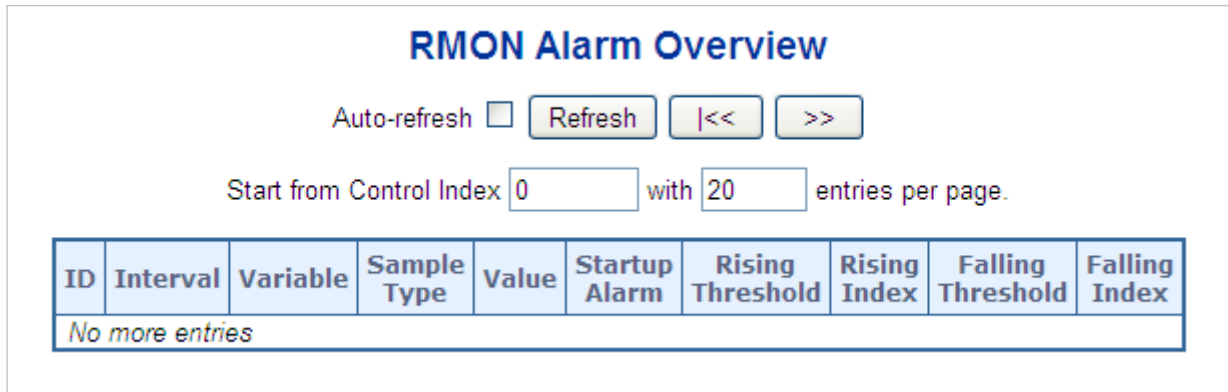 RMON Alarm Overview
Auto-refresh Refresh |<< >>
Start from Control Index 0 with 20 entries per page.
ID Interval Variable Sample Type Value Startup Alarm Rising Threshold Rising Index Falling Threshold Falling Index
No more entries